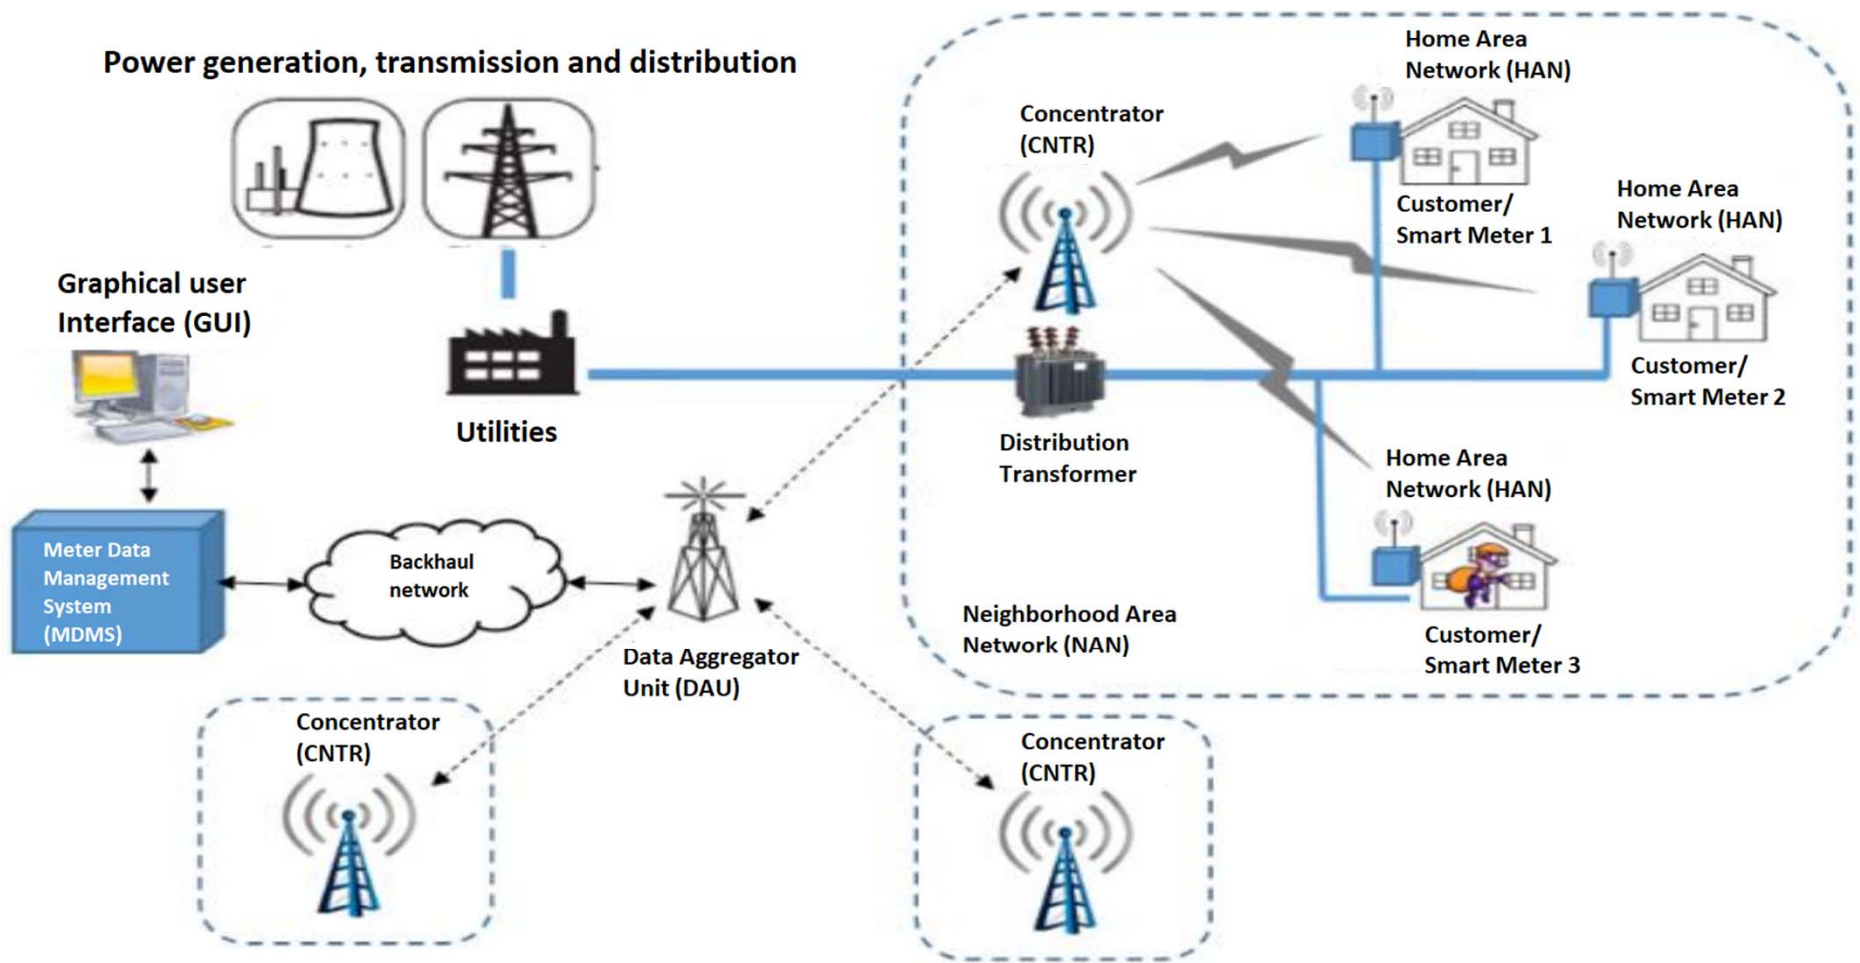 Power generation, transmission and distribution
Graphical user
Interface (GUI)
Utilities
Meter Data
Management
System
(MDMS)
Backhaul
network
Data Aggregator
Unit (DAU)
Concentrator
(CNTR)
Distribution
Transformer
Home Area
Network (HAN)
Customer/
Smart Meter 1
Home Area
Network (HAN)
Customer/
Smart Meter 2
Home Area
Network (HAN)
Customer/
Smart Meter 3
Neighborhood Area
Network (NAN)
Concentrator
(CNTR)
Concentrator
(CNTR)